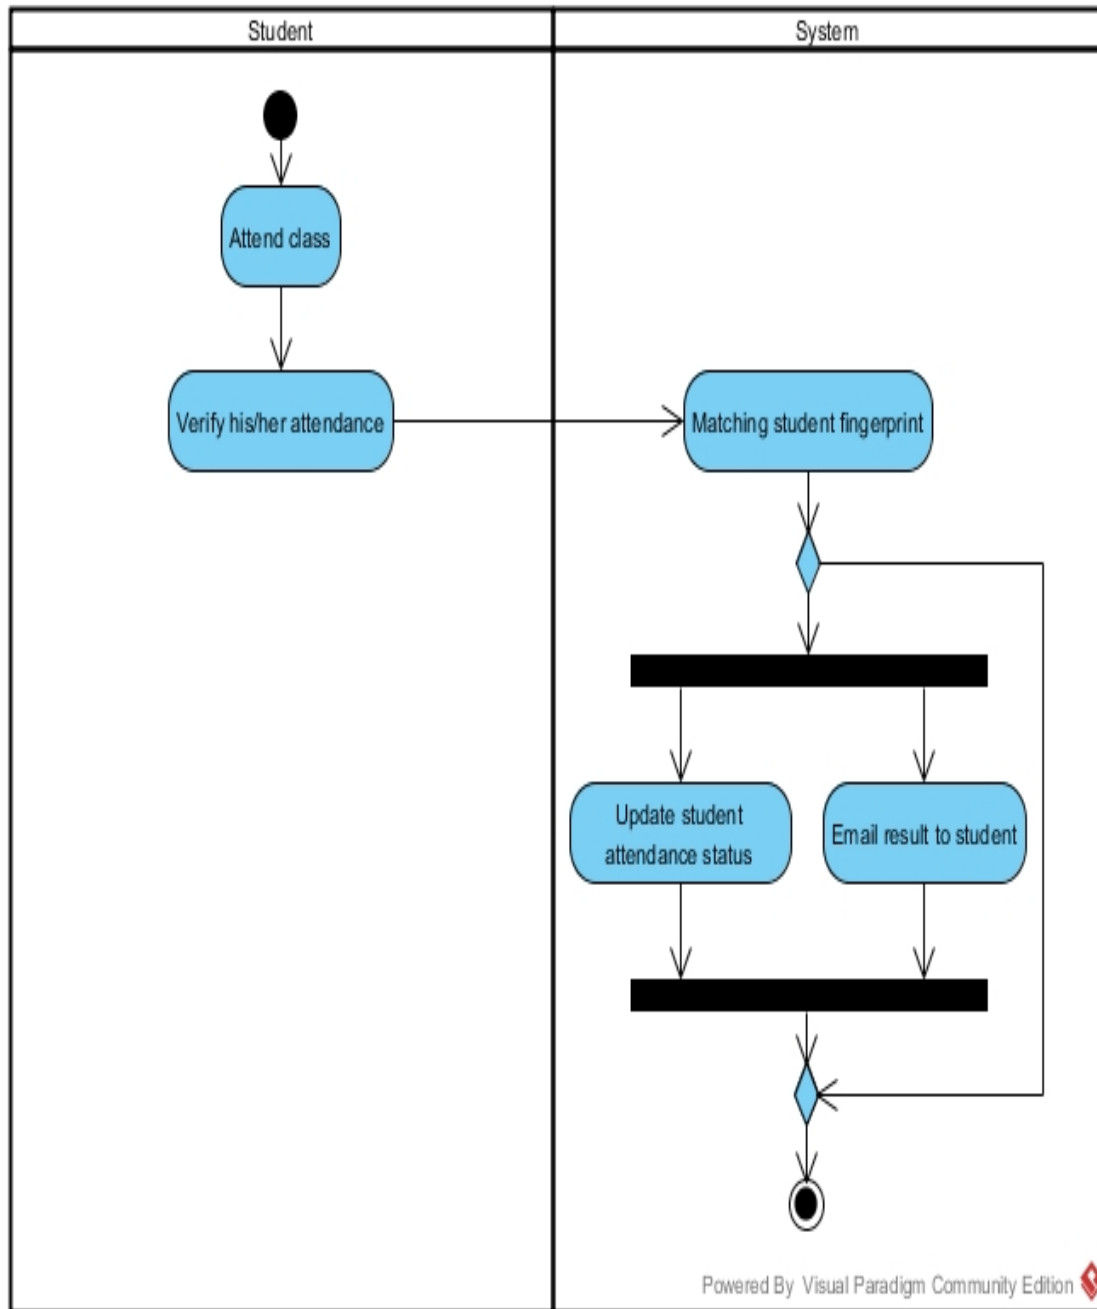 Student
System
Attend class
Verify his/her attendance
Matching student fingerprint
Update student
attendance status
Email result to student
Powered By Visual Paradigm Community Edition